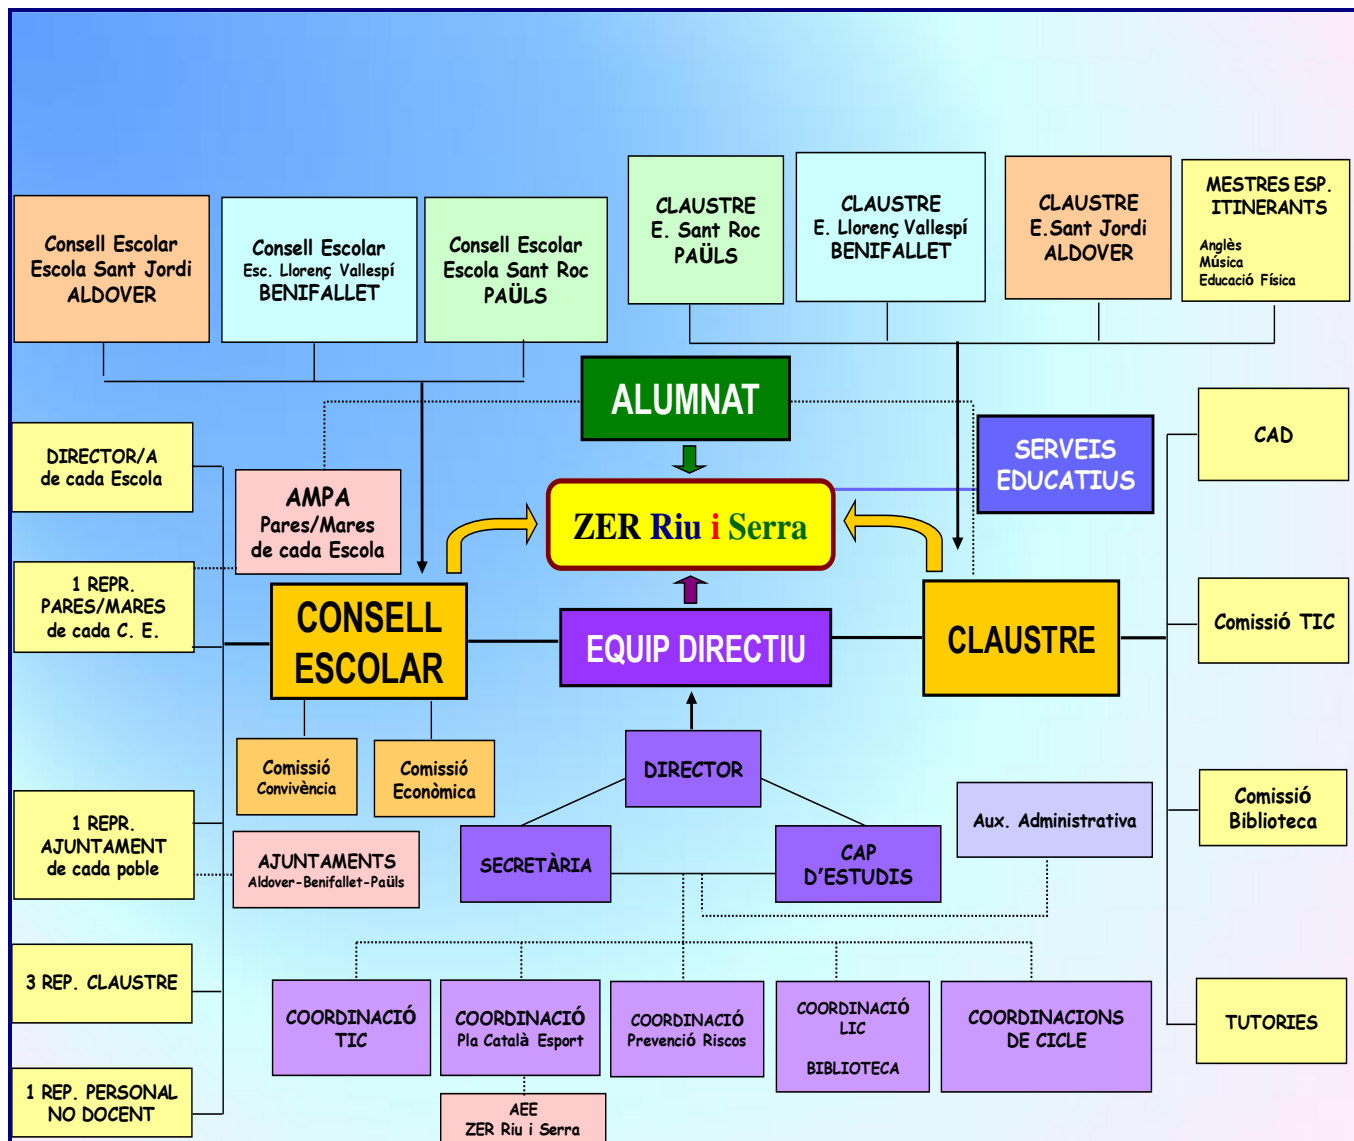 Consell Escolar
Escola Sant Jordi
ALDOVER
Consell Escolar
Esc. Llorenç Vallespí
BENIFALLET
Consell Escolar
Escola Sant Roc
PAÜLS
CLAUSTRE
E. Sant Roc
PAÜLS
CLAUSTRE
E. Llorenç Vallespí
BENIFALLET
CLAUSTRE
E.Sant Jordi
ALDOVER
MESTRES ESP.
ITINERANTS
Anglès
Música
Educació Física
ALUMNAT
DIRECTOR/A
de cada Escola
AMPA
Pares/Mares
de cada Escola
ZER Riu i Serra
SERVEIS
EDUCATIUS
CAD
1 REPR.
PARES/MARES
de cada C. E.
CONSELL
ESCOLAR
EQUIP DIRECTIU
CLAUSTRE
Comissió TIC
Comissió
Convivència
Comissió
Econòmica
DIRECTOR
1 REPR.
AJUNTAMENT
de cada poble
AJUNTAMENTS
Aldover-Benifallet-Paüls
SECRETÀRIA
CAP
D’ESTUDIS
Aux. Administrativa
Comissió
Biblioteca
3 REP. CLAUSTRE
COORDINACIÓ
TIC
COORDINACIÓ
Pla Català Esport
COORDINACIÓ
Prevenció Riscos
COORDINACIÓ
LIC
BIBLIOTECA
COORDINACIONS
DE CICLE
TUTORIES
1 REP. PERSONAL
NO DOCENT
AEE
ZER Riu i Serra